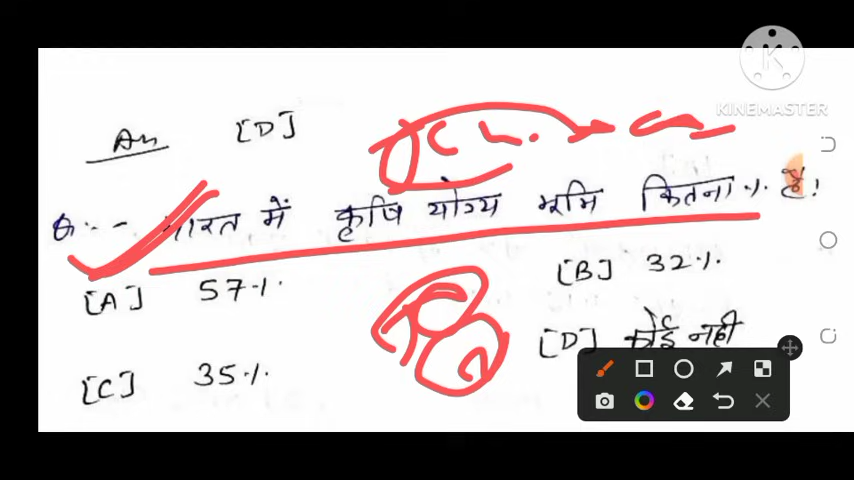 KINEMASTER
Ans [D]
Q:- भारत में कृषि योग्य भूमि कितना %. है!
[A] 57%. [B] 32%.
[C] 35%. [D] कोई नही